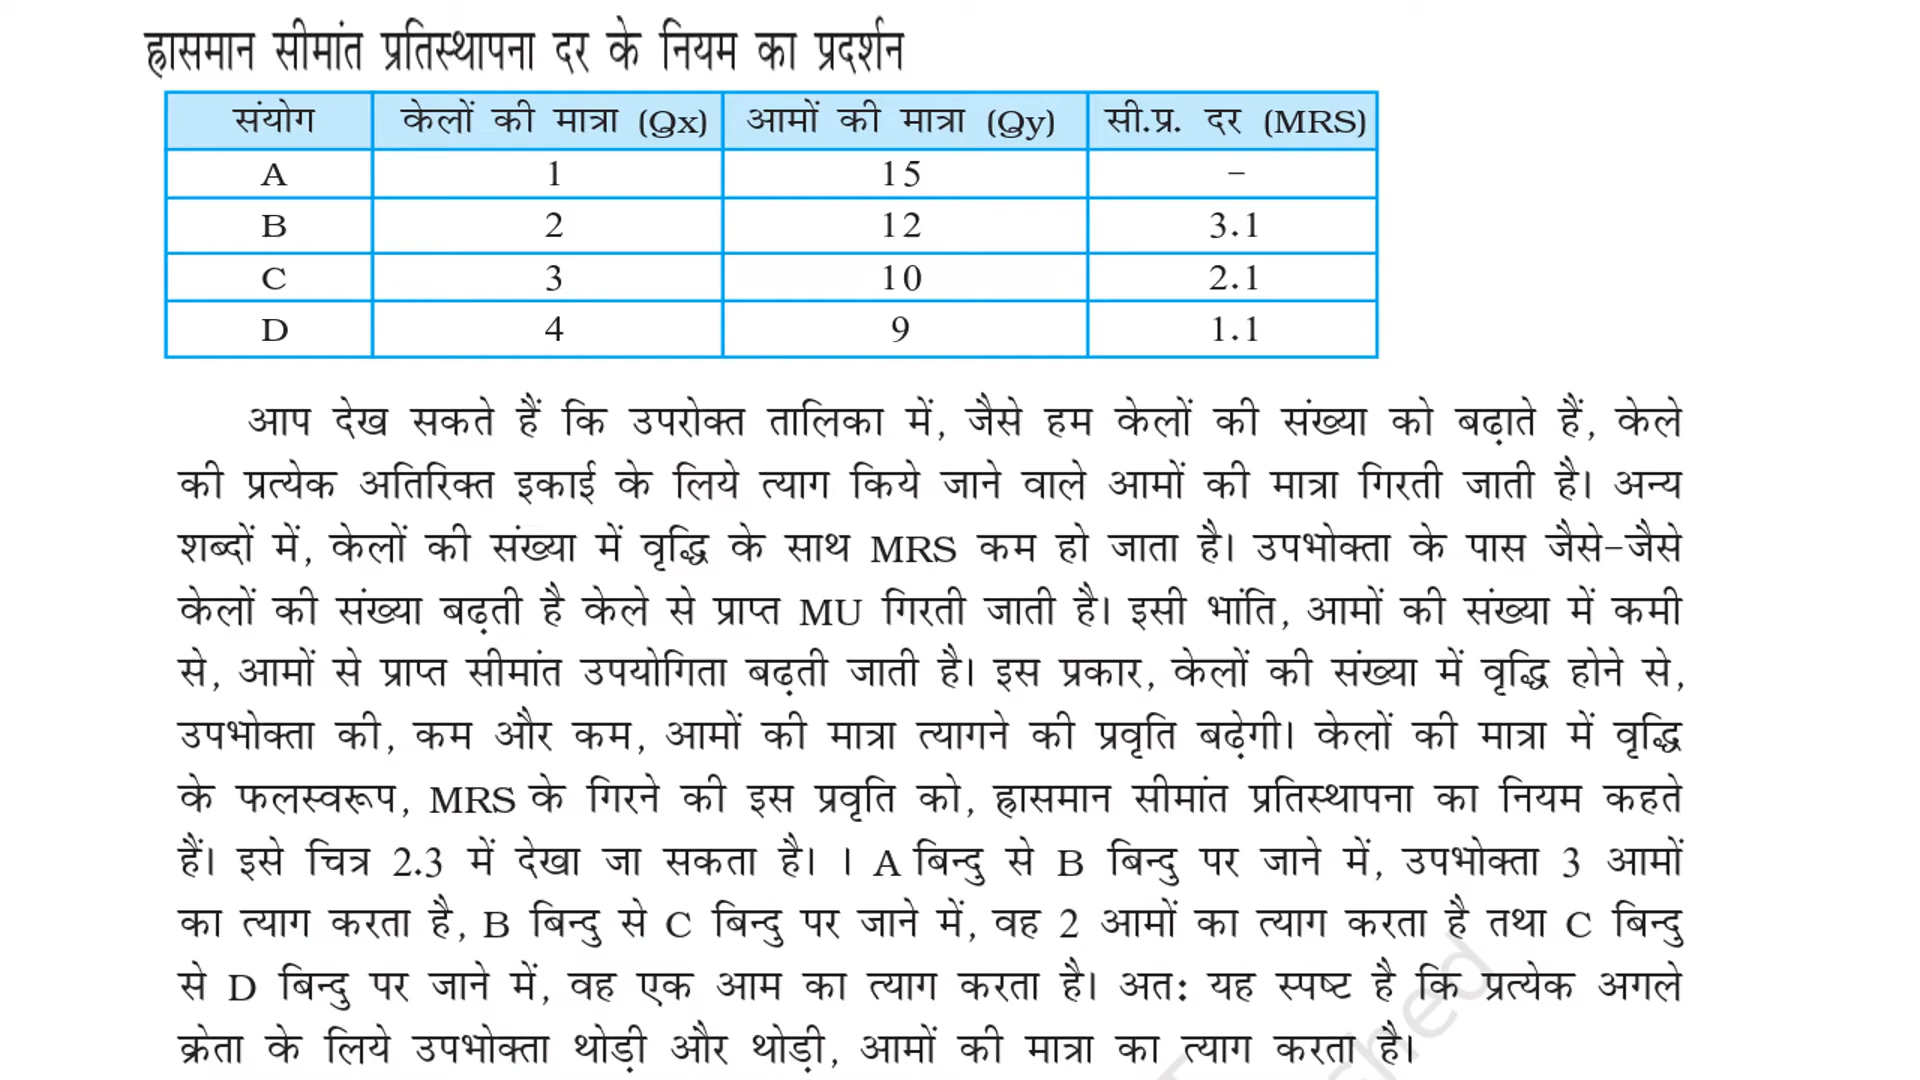 ह्रासमान सीमांत प्रतिस्थापना दर के नियम का प्रदर्शन
संयोग केलों की मात्रा (Qx) आमों की मात्रा (Qy) सी.प्र. दर (MRS)
A 1 15 –
B 2 12 3.1
C 3 10 2.1
D 4 9 1.1
आप देख सकते हैं कि उपरोक्त तालिका में, जैसे हम केलों की संख्या को बढ़ाते हैं, केले
की प्रत्येक अतिरिक्त इकाई के लिये त्याग किये जाने वाले आमों की मात्रा गिरती जाती है। अन्य
शब्दों में, केलों की संख्या में वृद्धि के साथ MRS कम हो जाता है। उपभोक्ता के पास जैसे-जैसे
केलों की संख्या बढ़ती है केले से प्राप्त MU गिरती जाती है। इसी भांति, आमों की संख्या में कमी
से, आमों से प्राप्त सीमांत उपयोगिता बढ़ती जाती है। इस प्रकार, केलों की संख्या में वृद्धि होने से,
उपभोक्ता की, कम और कम, आमों की मात्रा त्यागने की प्रवृति बढ़ेगी। केलों की मात्रा में वृद्धि
के फलस्वरूप, MRS के गिरने की इस प्रवृति को, ह्रासमान सीमांत प्रतिस्थापना का नियम कहते
हैं। इसे चित्र 2.3 में देखा जा सकता है। । A बिन्दु से B बिन्दु पर जाने में, उपभोक्ता 3 आमों
का त्याग करता है, B बिन्दु से C बिन्दु पर जाने में, वह 2 आमों का त्याग करता है तथा C बिन्दु
से D बिन्दु पर जाने में, वह एक आम का त्याग करता है। अतः यह स्पष्ट है कि प्रत्येक अगले
क्रेता के लिये उपभोक्ता थोड़ी और थोड़ी, आमों की मात्रा का त्याग करता है।